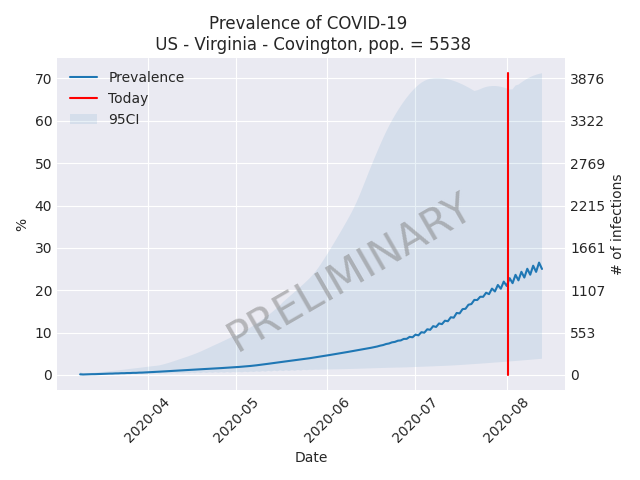 Prevalence of COVID-19
US - Virginia - Covington, pop. = 5538
Prevalence
Today
95CI
PRELIMINARY
%
70
60
50
40
30
20
10
0
3876
3322
2769
2215
1661
1107
553
0
# of infections
2020-04
2020-05
2020-06
2020-07
2020-08
Date